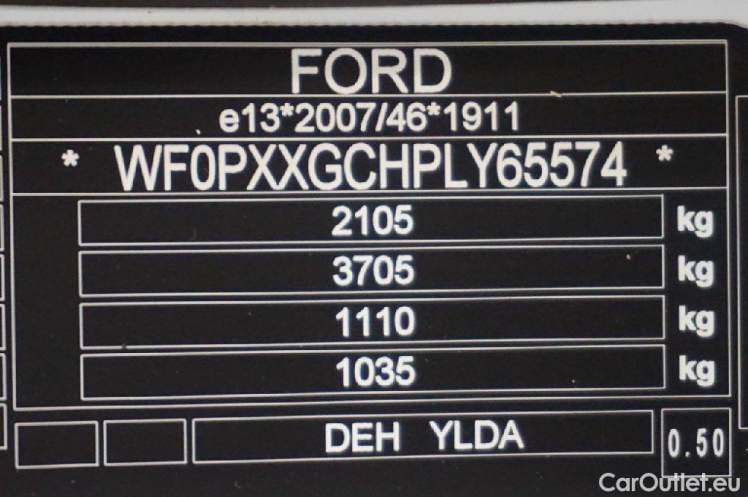 FORD
e13*2007/46*1911
* WF0PXXGCHPLY65574 *
2105 kg
3705 kg
1110 kg
1035 kg
DEH YLDA 0.50
CarOutlet.eu